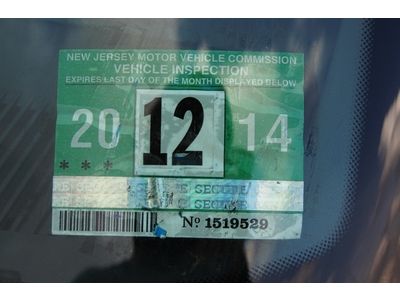 NEW JERSEY MOTOR VEHICLE COMMISSION
VEHICLE INSPECTION
EXPIRES LAST DAY OF THE MONTH DISPLAYED BELOW
20 12 14
***
SECURE
№ 1519529